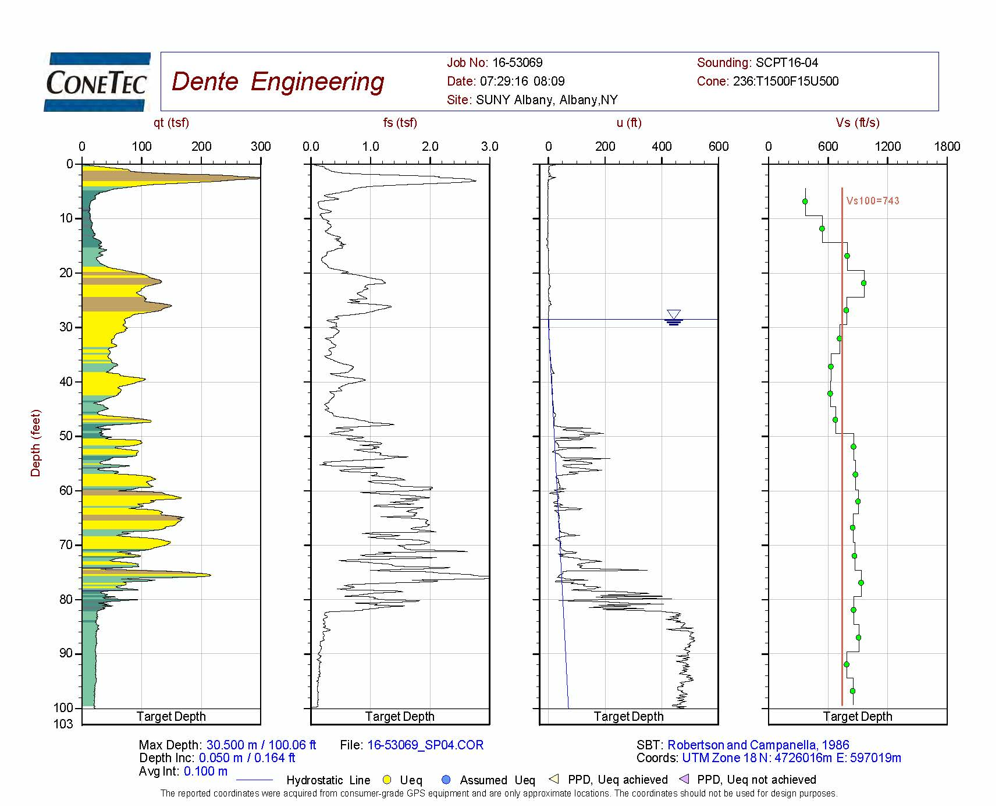 CONETEC
Dente Engineering
Job No: 16-53069
Date: 07:29:16 08:09
Site: SUNY Albany, Albany,NY
Sounding: SCPT16-04
Cone: 236:T1500F15U500
qt (tsf) fs (tsf) u (ft) Vs (ft/s)
0 100 200 300 0.0 1.0 2.0 3.0 0 200 400 600 0 600 1200 1800
0
Vs100=743
10
20
30
40
50
Depth (feet)
60
70
80
90
100
103
Target Depth Target Depth Target Depth Target Depth
Max Depth: 30.500 m / 100.06 ft
Depth Inc: 0.050 m / 0.164 ft
Avg Int: 0.100 m
File: 16-53069_SP04.COR
SBT: Robertson and Campanella, 1986
Coords: UTM Zone 18 N: 4726016m E: 597019m
Hydrostatic Line Ueq Assumed Ueq PPD, Ueq achieved PPD, Ueq not achieved
The reported coordinates were acquired from consumer-grade GPS equipment and are only approximate locations. The coordinates should not be used for design purposes.